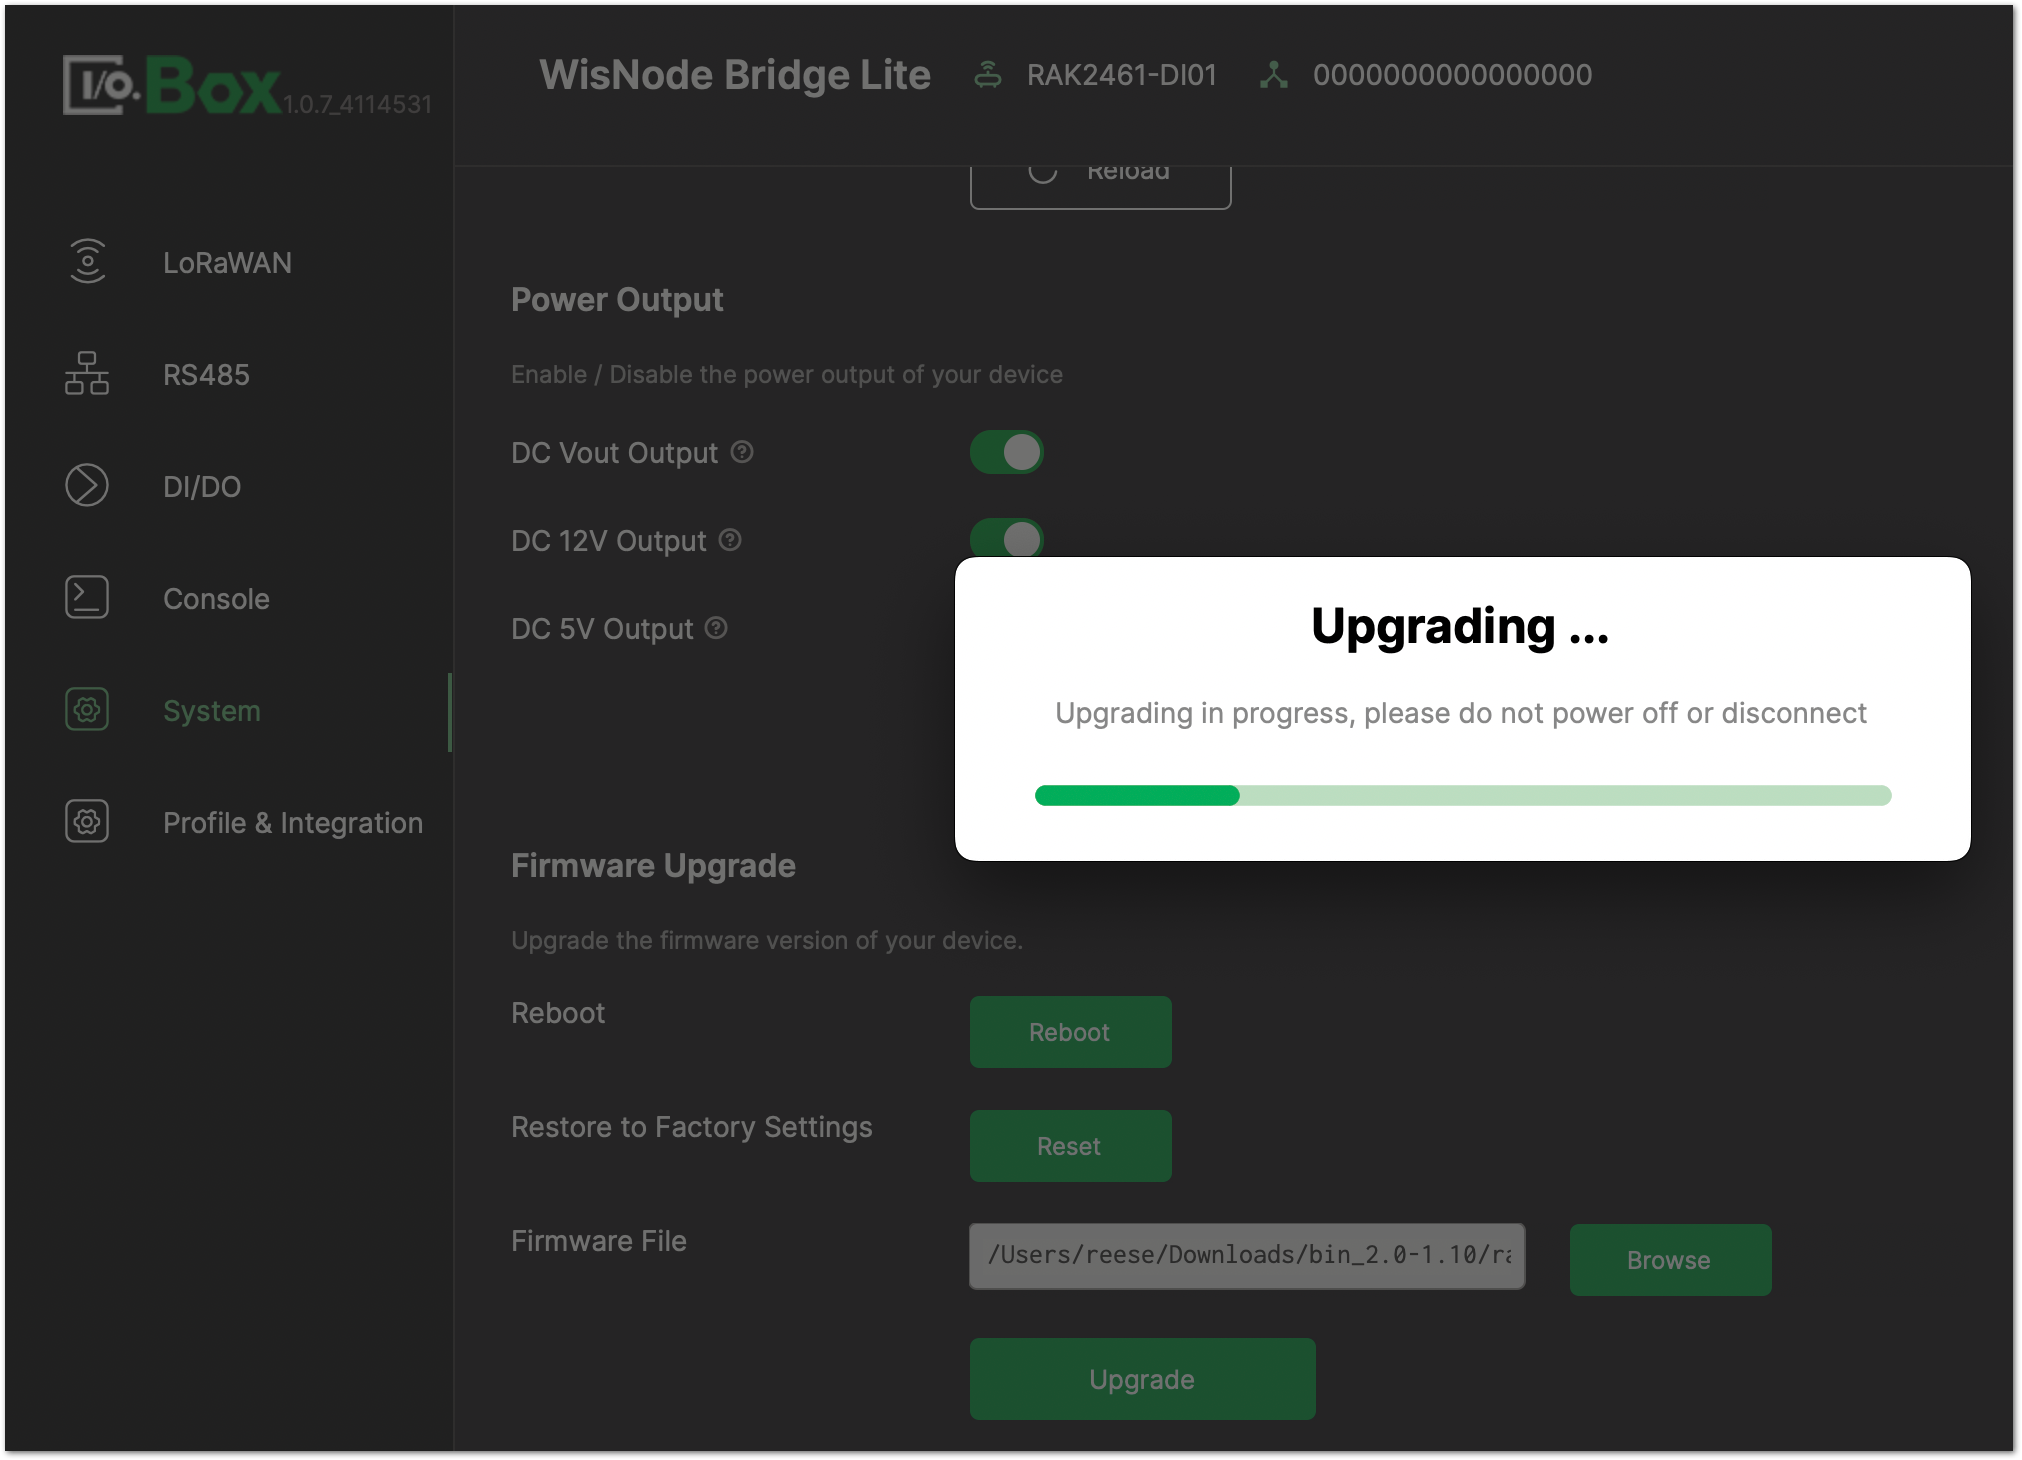 I/O.Box 1.0.7_4114531
WisNode Bridge Lite RAK2461-DI01 0000000000000000
Reload
LoRaWAN
RS485
DI/DO
Console
System
Profile & Integration
Power Output
Enable / Disable the power output of your device
DC Vout Output ?
DC 12V Output ?
DC 5V Output ?
Upgrading ...
Upgrading in progress, please do not power off or disconnect
Firmware Upgrade
Upgrade the firmware version of your device.
Reboot Reboot
Restore to Factory Settings Reset
Firmware File /Users/reese/Downloads/bin_2.0-1.10/ra Browse
Upgrade